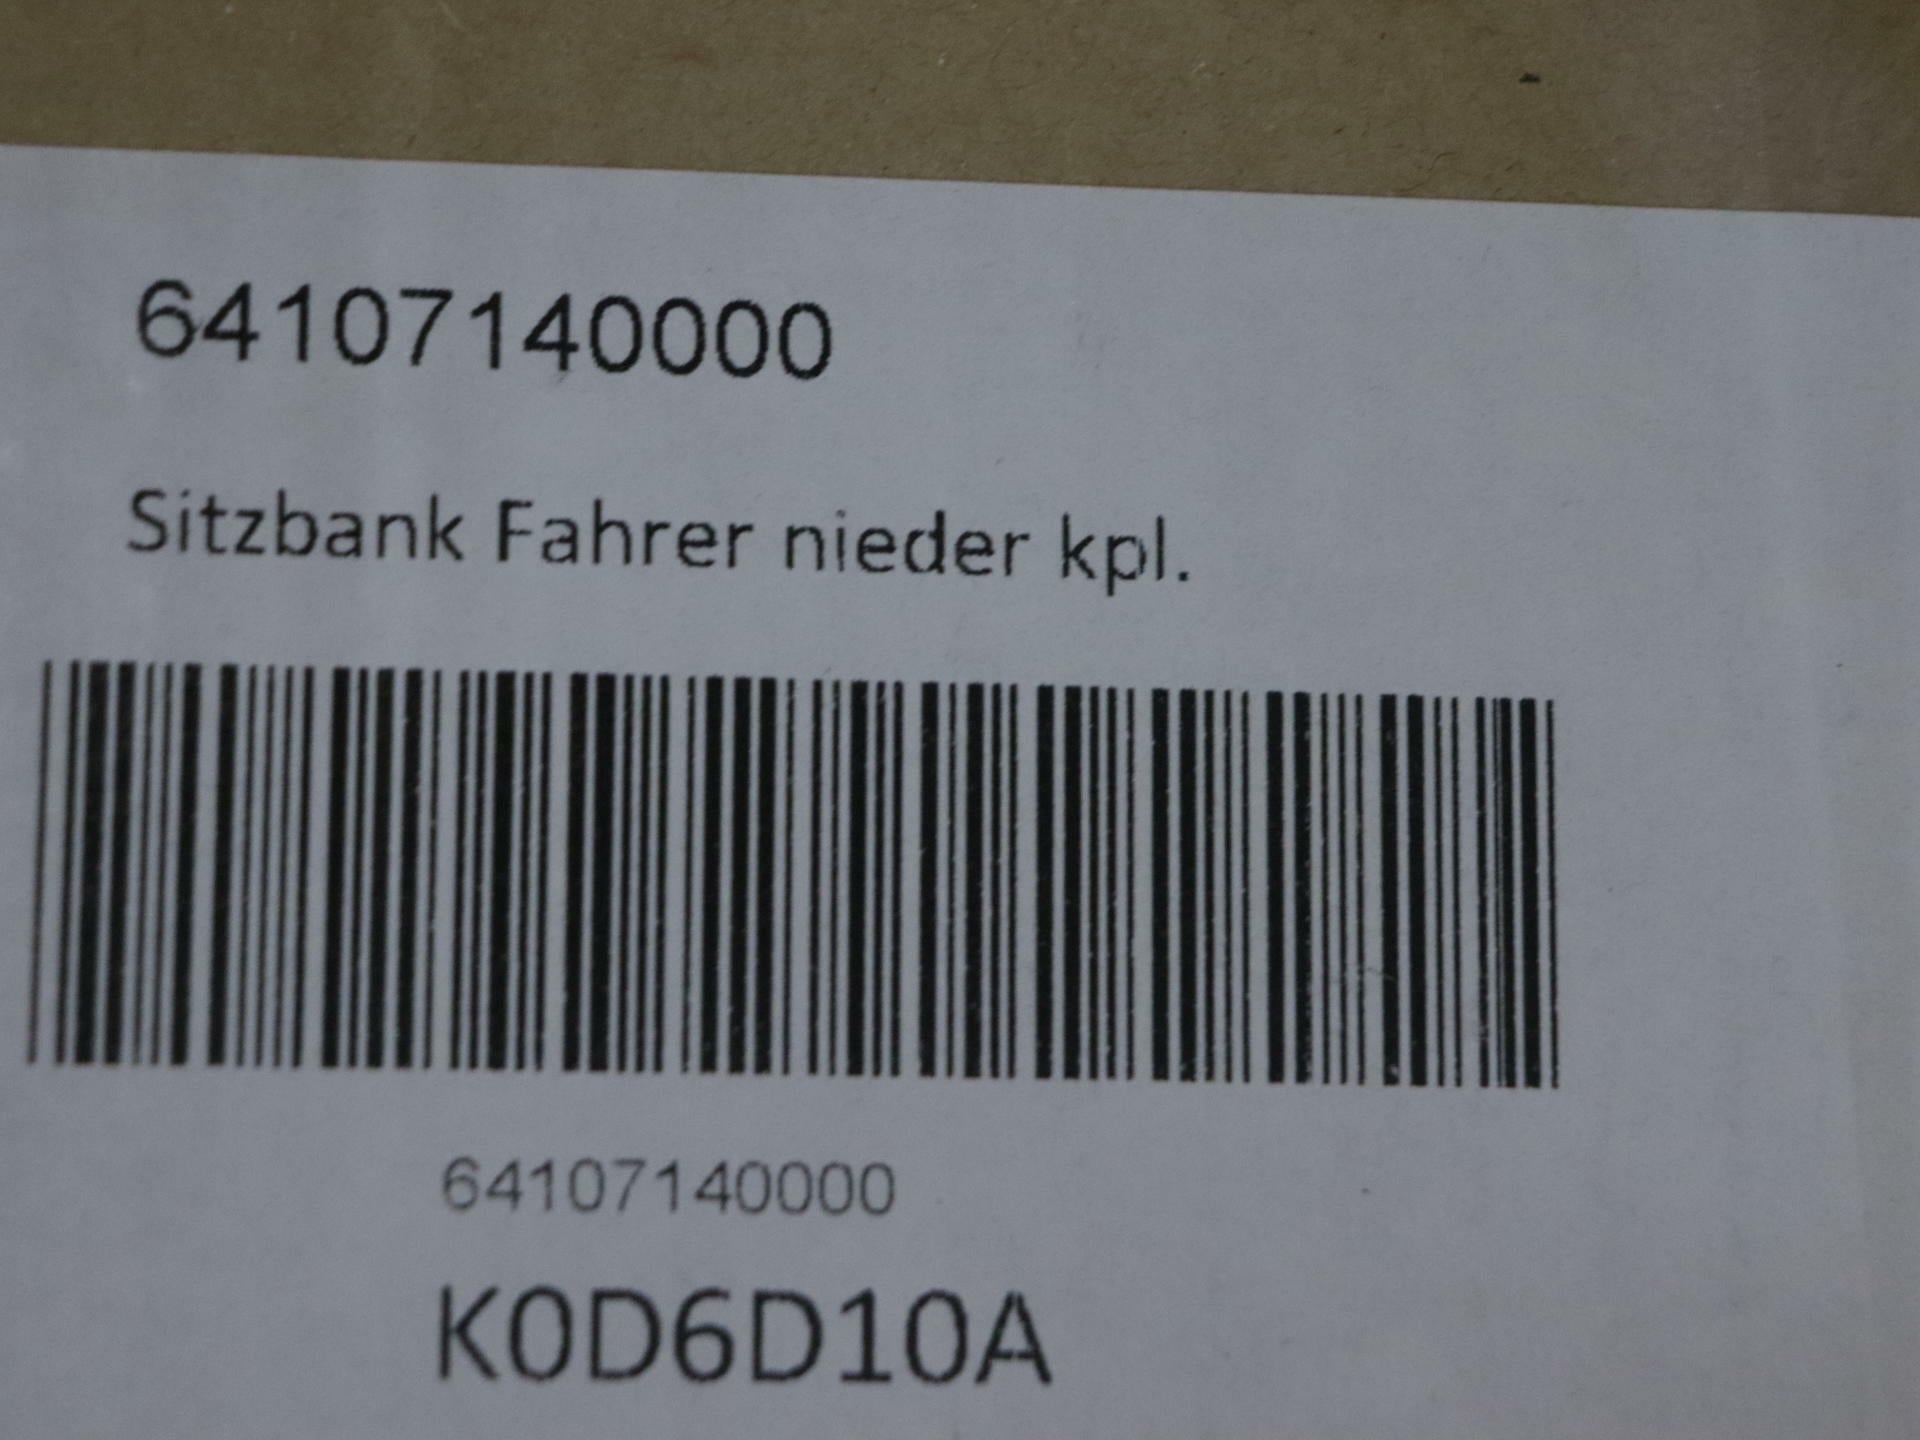 64107140000
Sitzbank Fahrer nieder kpl.
64107140000
K0D6D10A